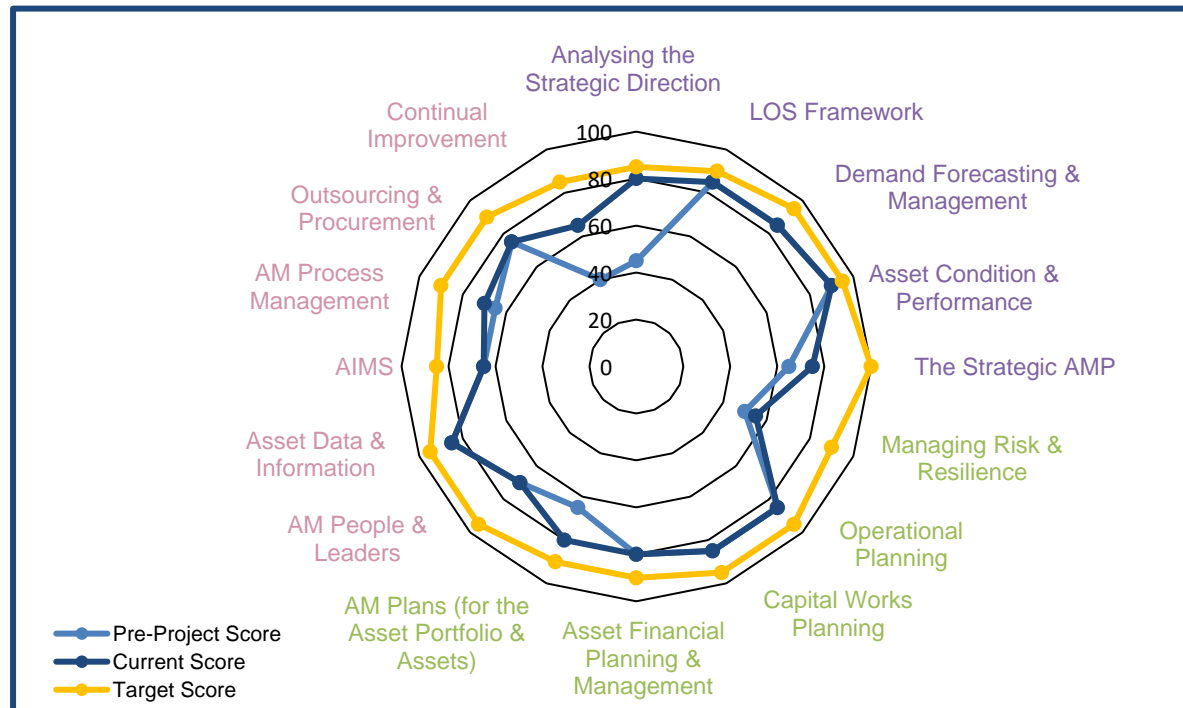 Analysing the
Strategic Direction
LOS Framework
Demand Forecasting &
Management
Asset Condition &
Performance
The Strategic AMP
Managing Risk &
Resilience
Operational
Planning
Capital Works
Planning
Asset Financial
Planning &
Management
AM Plans (for the
Asset Portfolio &
Assets)
AM People &
Leaders
Asset Data &
Information
AIMS
AM Process
Management
Outsourcing &
Procurement
Continual
Improvement
100
80
60
40
20
0
Pre-Project Score
Current Score
Target Score